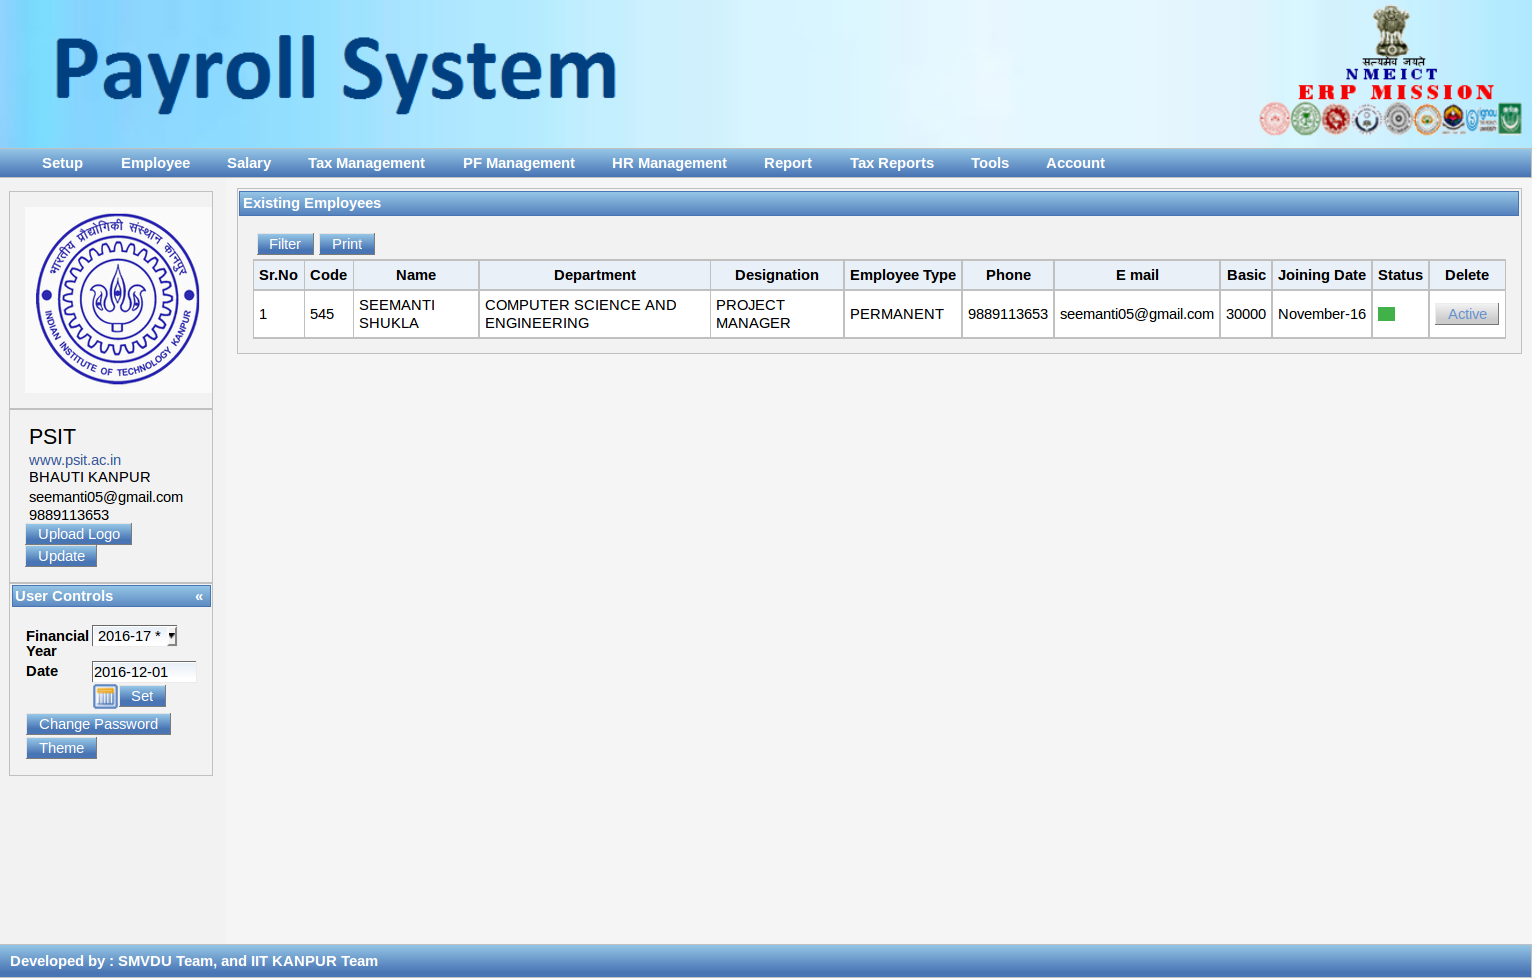 Payroll System
सत्यमेव जयते
NMEICT
ERP MISSION
Setup Employee Salary Tax Management PF Management HR Management Report Tax Reports Tools Account
भारतीय प्रौद्योगिकी संस्थान कानपुर
INDIAN INSTITUTE OF TECHNOLOGY KANPUR
PSIT
www.psit.ac.in
BHAUTI KANPUR
seemanti05@gmail.com
9889113653
Upload Logo
Update
User Controls «
Financial Year 2016-17 *
Date 2016-12-01
Set
Change Password
Theme
Existing Employees
Filter Print
Sr.No Code Name Department Designation Employee Type Phone E mail Basic Joining Date Status Delete
1 545 SEEMANTI SHUKLA COMPUTER SCIENCE AND ENGINEERING PROJECT MANAGER PERMANENT 9889113653 seemanti05@gmail.com 30000 November-16 Active
Developed by : SMVDU Team, and IIT KANPUR Team